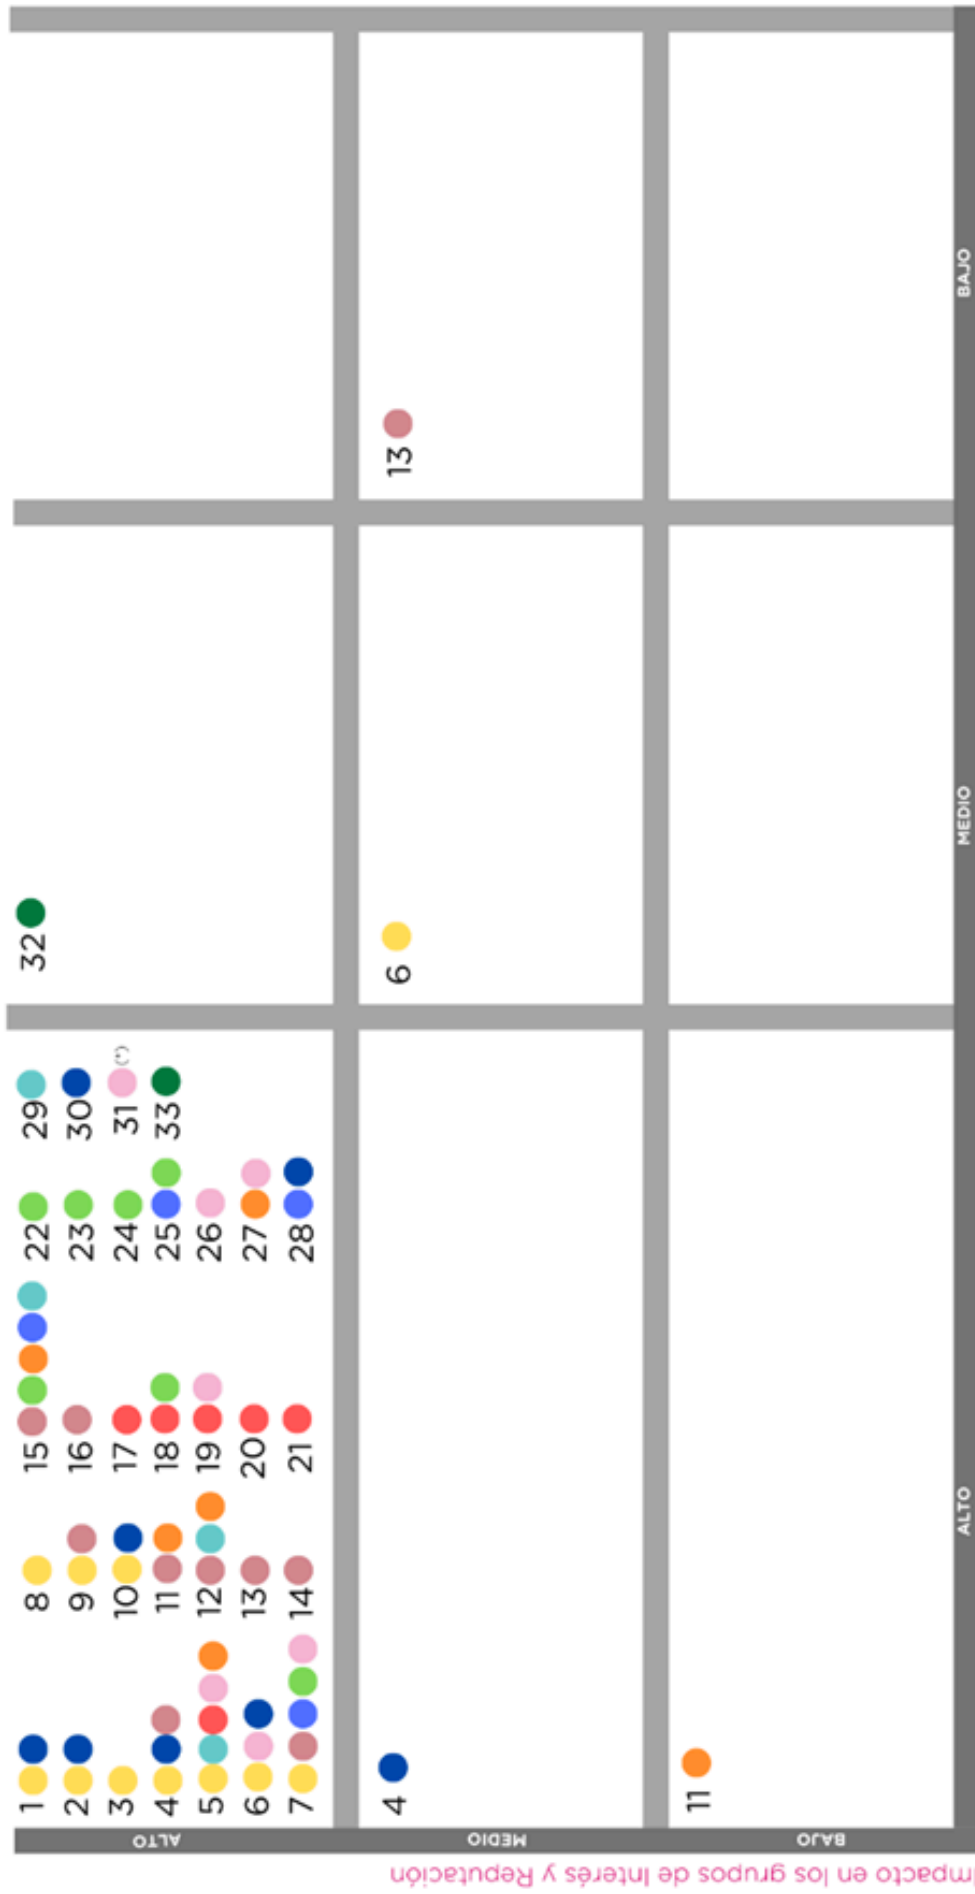 mpacto en los grupos de Interés y Reputación
ALTO
1 8 15 22 29 32
2 9 16 23 30
3 10 17 24 31 (*)
4 11 18 25 33
5 12 19 26
6 13 20 27
7 14 21 28
MEDIO
4 6 13
BAJO
11
ALTO MEDIO BAJO